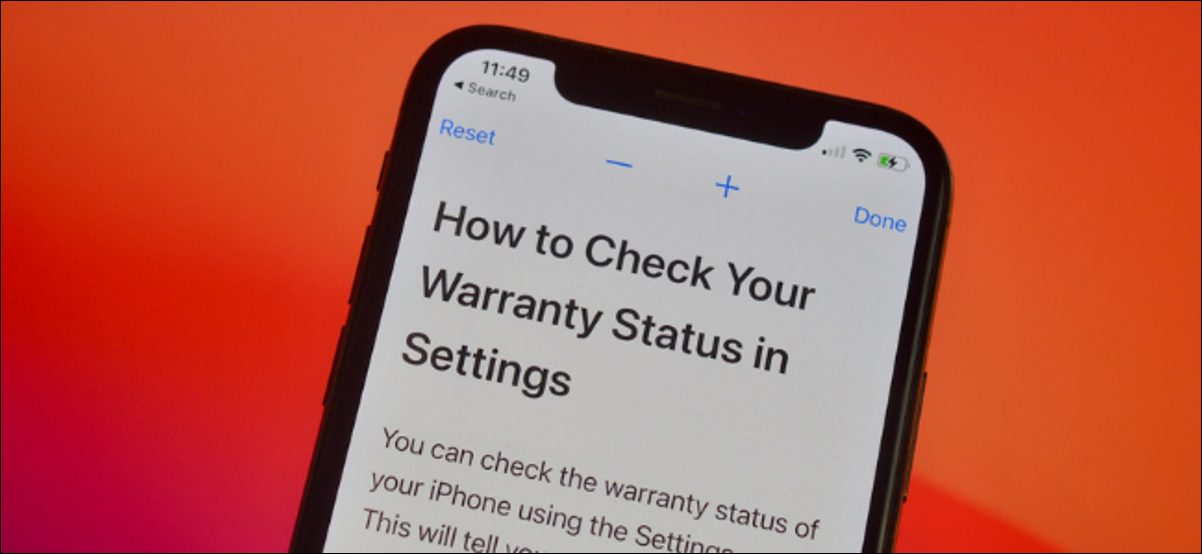 11:49
◀ Search
Reset
−
+
Done
How to Check Your
Warranty Status in
Settings
You can check the warranty status of
your iPhone using the Settings
This will tell you